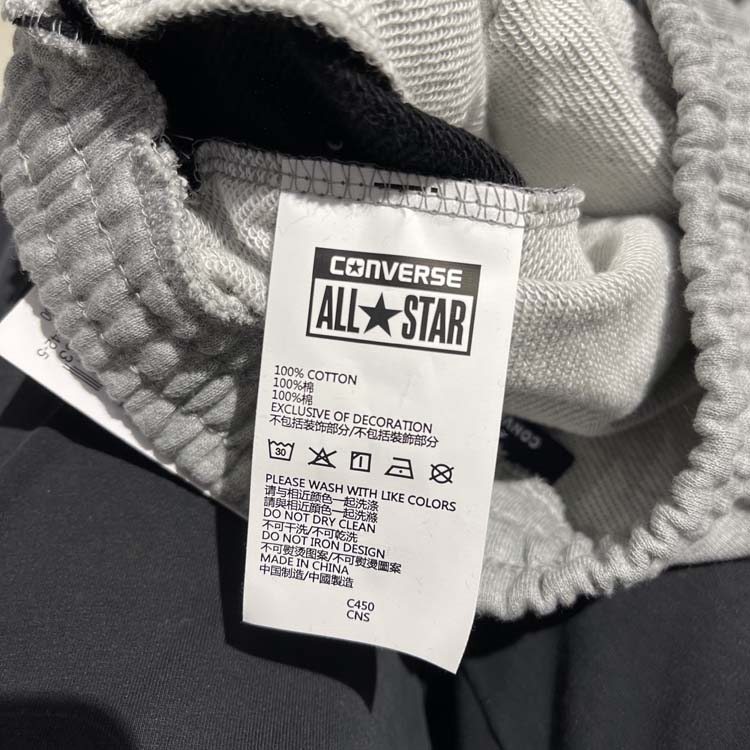 CONVERSE
ALL★STAR
100% COTTON
100%棉
100%棉
EXCLUSIVE OF DECORATION
不包括装饰部分/不包括裝飾部分
30
PLEASE WASH WITH LIKE COLORS
请与相近颜色一起洗涤
請與相近顏色一起洗滌
DO NOT DRY CLEAN
不可干洗/不可乾洗
DO NOT IRON DESIGN
不可熨烫图案/不可熨燙圖案
MADE IN CHINA
中国制造/中國製造
C450
CNS
CONV